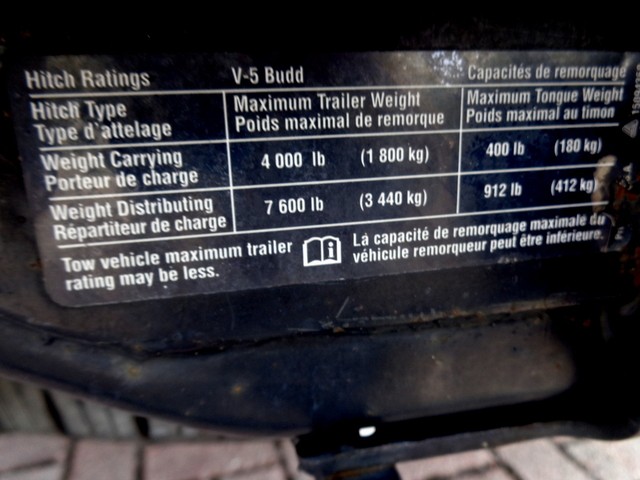 Hitch Ratings V-5 Budd Capacités de remorquage
Hitch Type Maximum Trailer Weight Maximum Tongue Weight
Type d'attelage Poids maximal de remorque Poids maximal au timon
Weight Carrying 4 000 lb (1 800 kg) 400 lb (180 kg)
Porteur de charge
Weight Distributing 7 600 lb (3 440 kg) 912 lb (412 kg)
Répartiteur de charge
Tow vehicle maximum trailer
rating may be less.
La capacité de remorquage maximale du
véhicule remorqueur peut être inférieure.